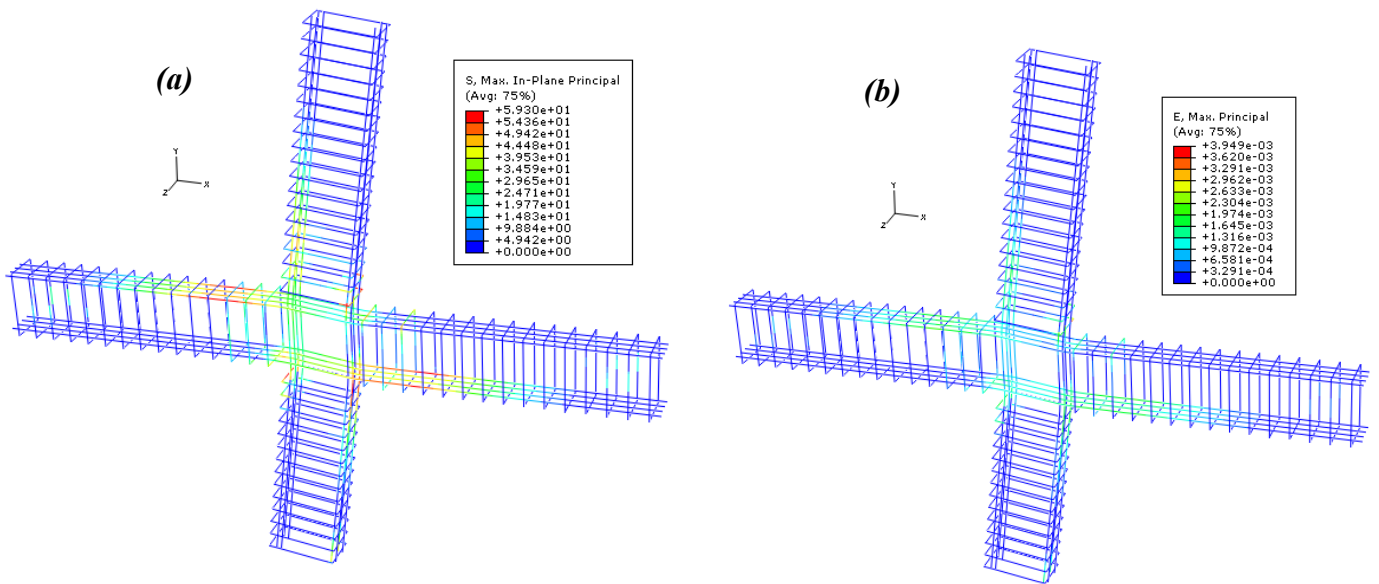 (a)
S, Max. In-Plane Principal
(Avg: 75%)
+5.930e+01
+5.436e+01
+4.942e+01
+4.448e+01
+3.953e+01
+3.459e+01
+2.965e+01
+2.471e+01
+1.977e+01
+1.483e+01
+9.884e+00
+4.942e+00
+0.000e+00
Y
X
Z
(b)
E, Max. Principal
(Avg: 75%)
+3.949e-03
+3.620e-03
+3.291e-03
+2.962e-03
+2.633e-03
+2.304e-03
+1.974e-03
+1.645e-03
+1.316e-03
+9.872e-04
+6.581e-04
+3.291e-04
+0.000e+00
Y
X
Z